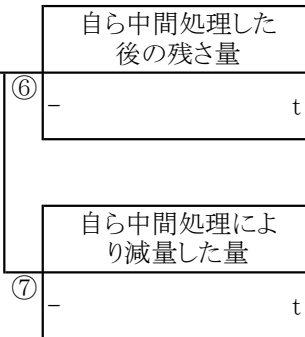 自ら中間処理した
後の残さ量
⑥
− t
自ら中間処理によ
り減量した量
⑦
− t